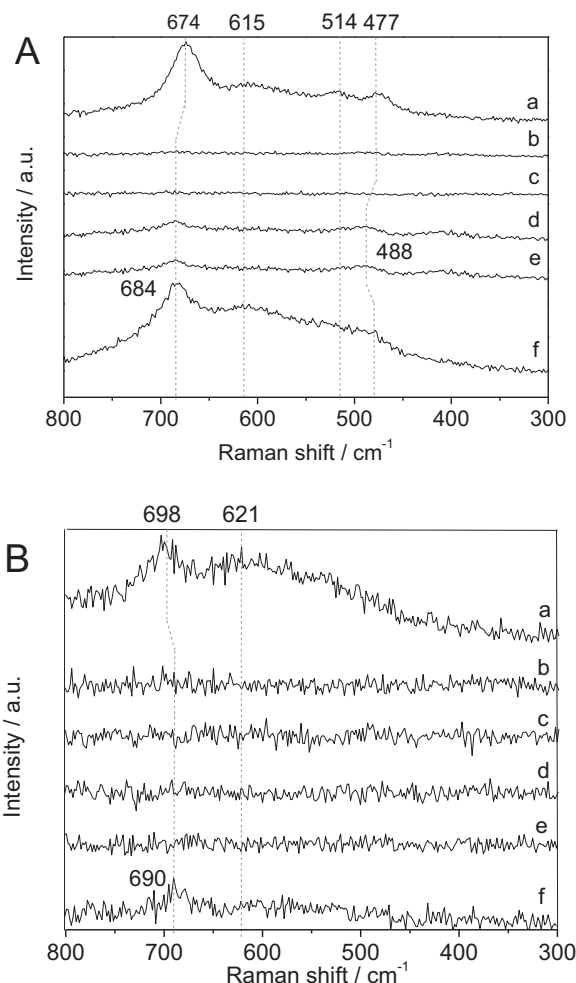 674 615 514 477
A
a
b
c
d
488
e
684
f
Intensity / a.u.
800 700 600 500 400 300
Raman shift / cm-1
698 621
B
a
b
c
d
e
690
f
Intensity / a.u.
800 700 600 500 400 300
Raman shift / cm-1